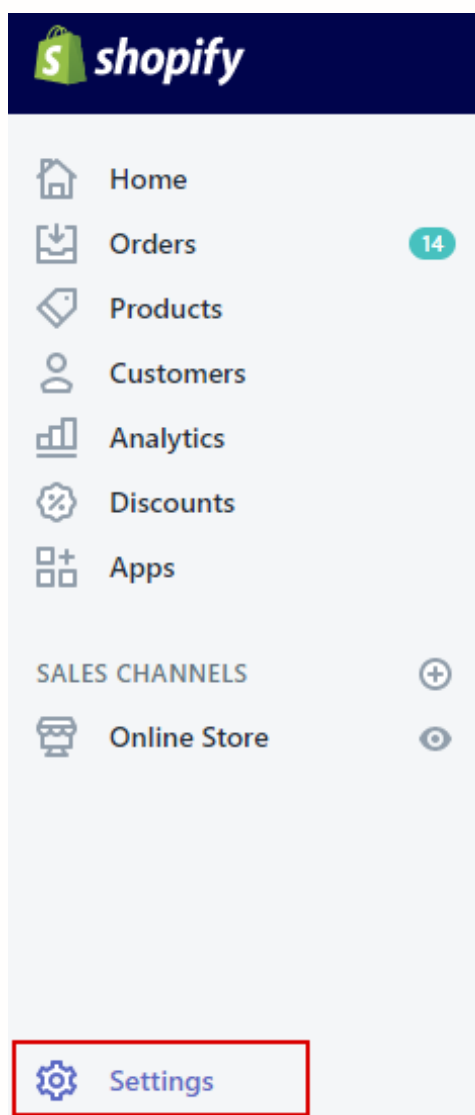 shopify
Home
Orders 14
Products
Customers
Analytics
Discounts
Apps
SALES CHANNELS
Online Store
Settings